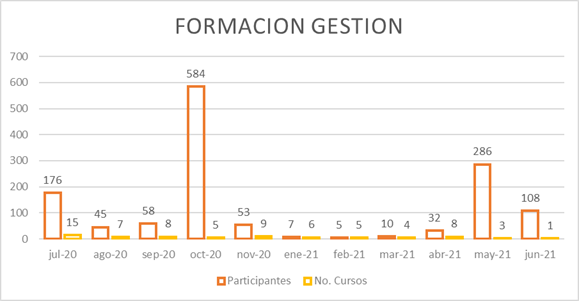 FORMACION GESTION
700
600
500
400
300
200
100
0
176 15 45 7 58 8 584 5 53 9 7 6 5 5 10 4 32 8 286 3 108 1
jul-20 ago-20 sep-20 oct-20 nov-20 ene-21 feb-21 mar-21 abr-21 may-21 jun-21
Participantes No. Cursos